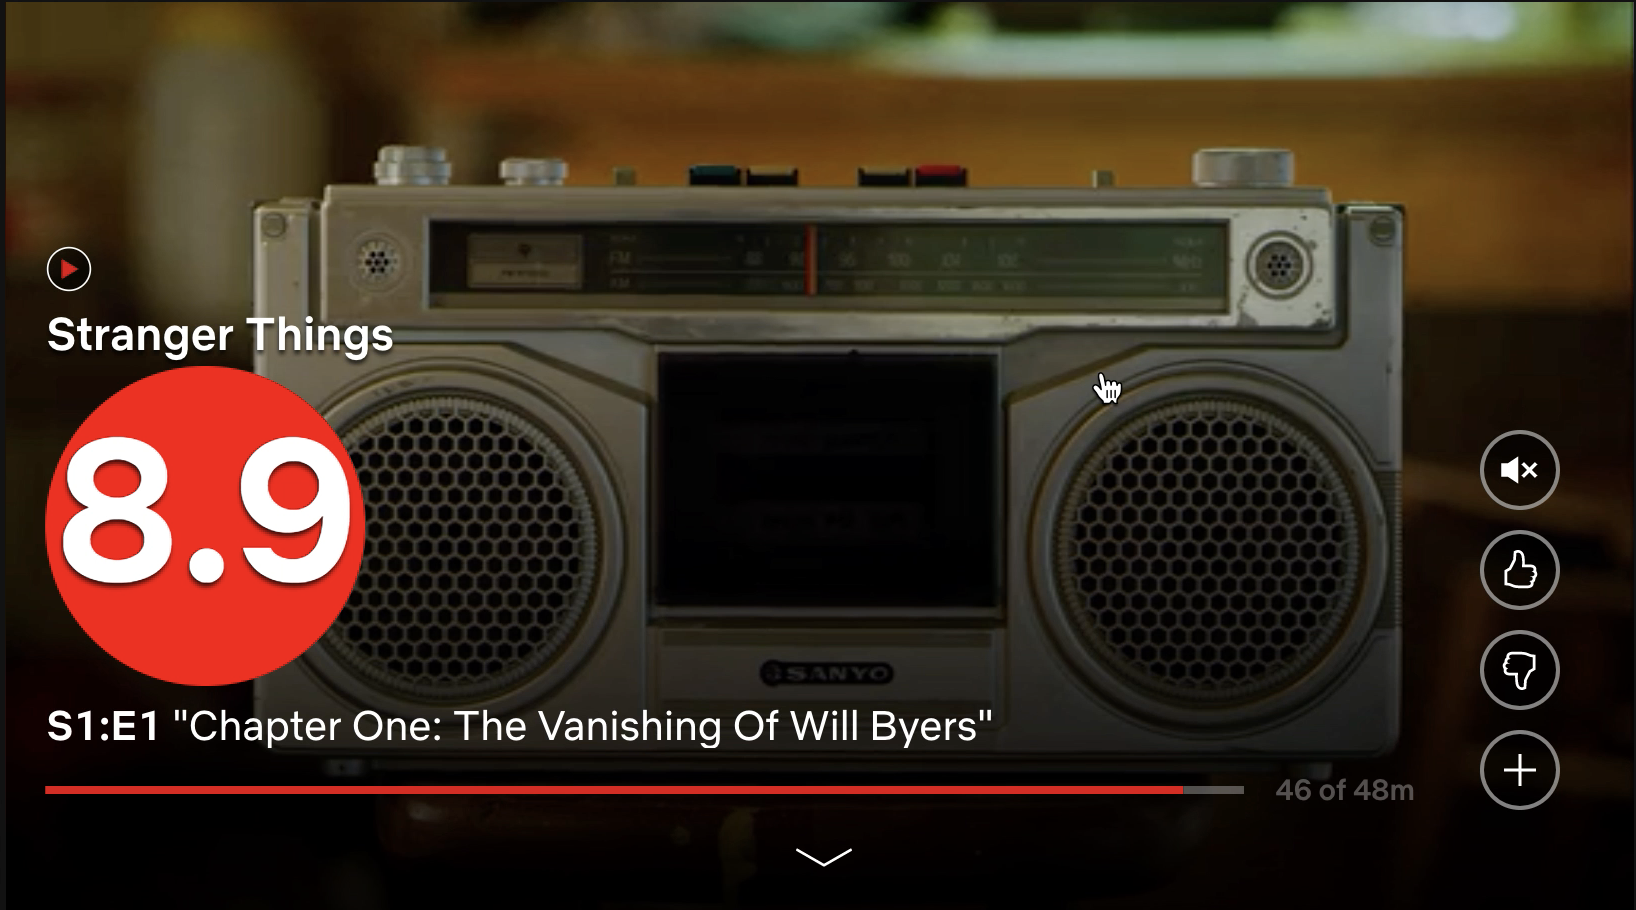 Stranger Things
8.9
SANYO
S1:E1 "Chapter One: The Vanishing Of Will Byers"
46 of 48m